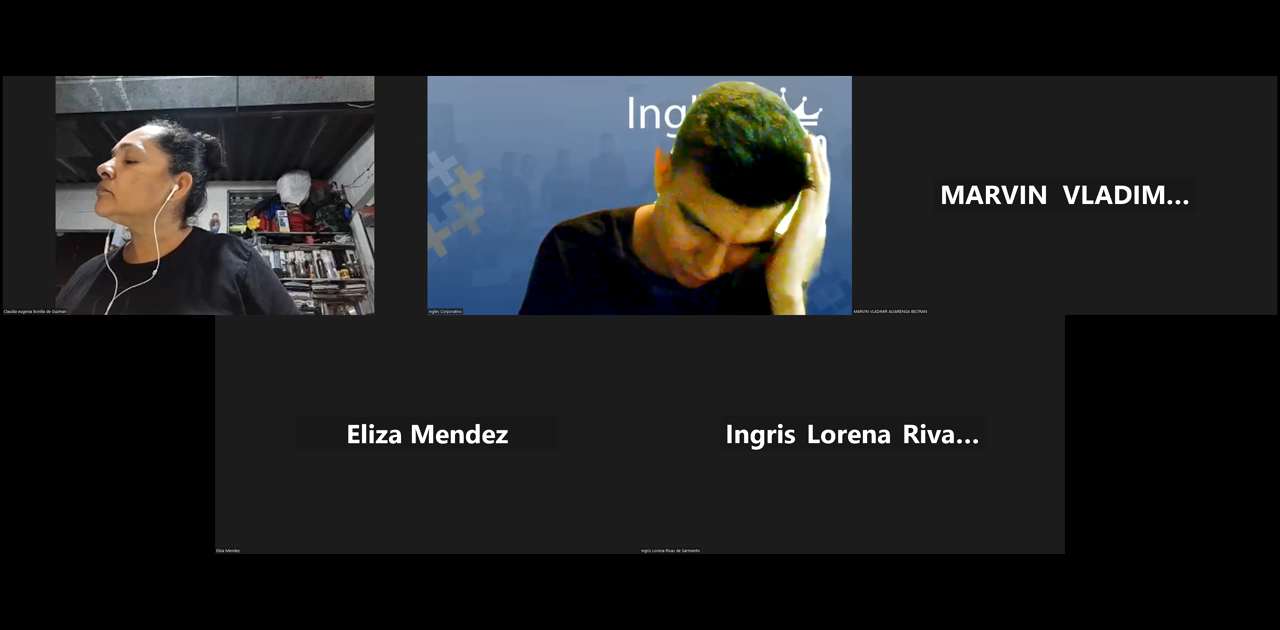 Ingl
m
MARVIN VLADIM...
Claudia eugenia Bonilla de Guzman
Ingles Corporativo
MARVIN VLADIMIR ALVARENGA BELTRAN
Eliza Mendez
Ingris Lorena Riva...
Eliza Mendez
Ingris Lorena Rivas de Sarmiento